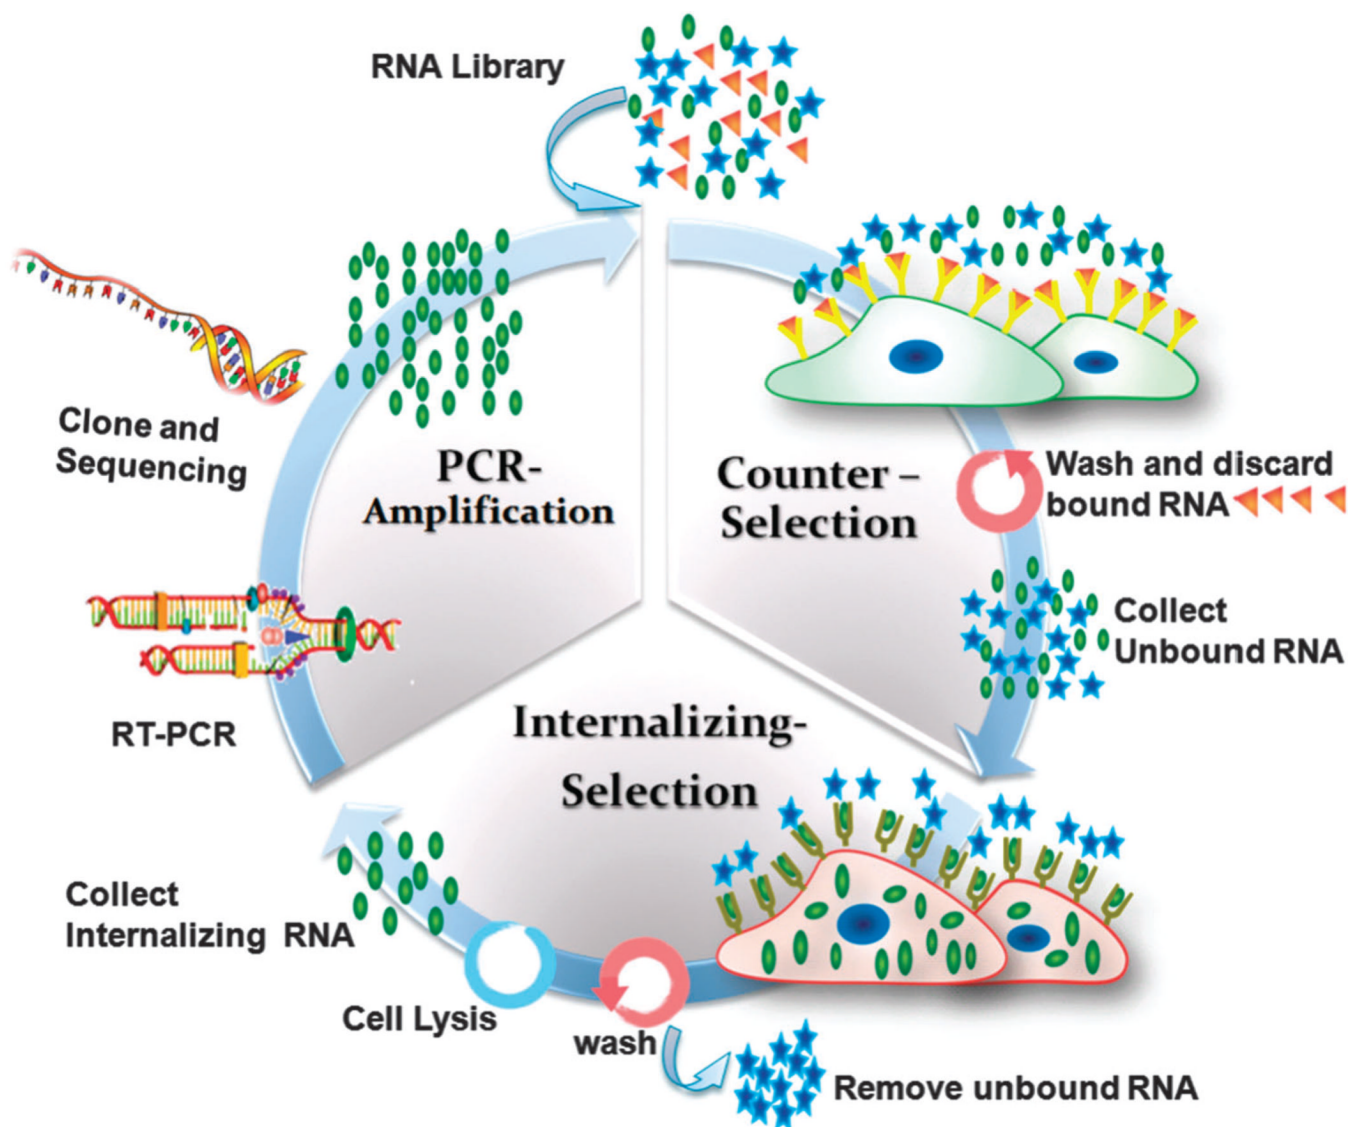 RNA Library
Clone and
Sequencing
PCR-
Amplification
Counter –
Selection
Wash and discard
bound RNA
Collect
Unbound RNA
RT-PCR
Internalizing-
Selection
Collect
Internalizing RNA
Cell Lysis
wash
Remove unbound RNA